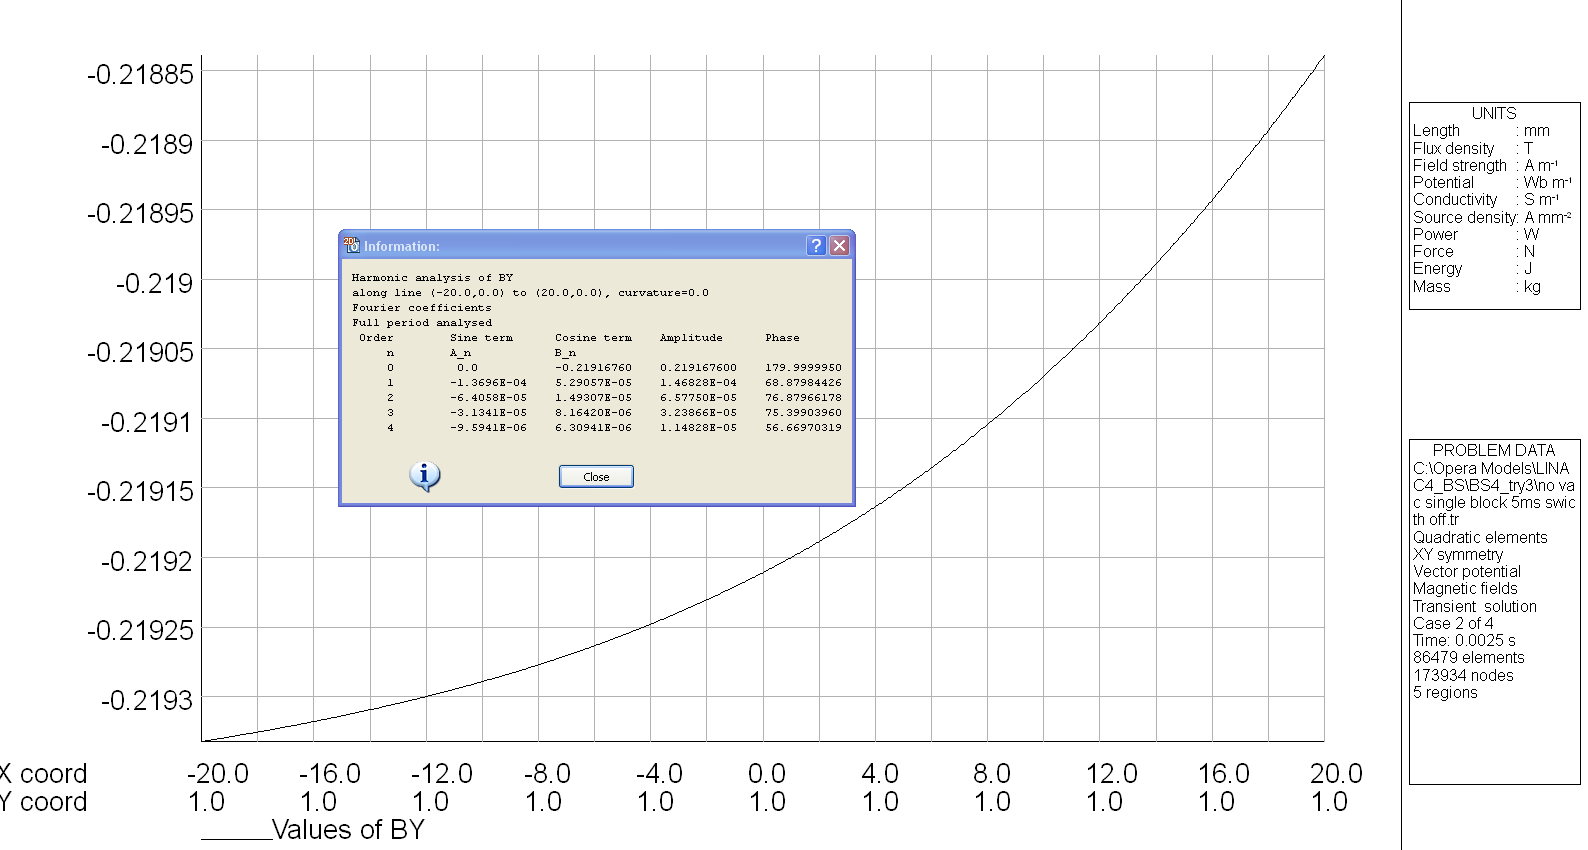 -0.21885
-0.2189
-0.21895
-0.219
-0.21905
-0.2191
-0.21915
-0.2192
-0.21925
-0.2193
X coord -20.0 -16.0 -12.0 -8.0 -4.0 0.0 4.0 8.0 12.0 16.0 20.0
Y coord 1.0 1.0 1.0 1.0 1.0 1.0 1.0 1.0 1.0 1.0 1.0
Values of BY
Information:
Harmonic analysis of BY
along line (-20.0,0.0) to (20.0,0.0), curvature=0.0
Fourier coefficients
Full period analysed
Order Sine term Cosine term Amplitude Phase
n A_n B_n
0 0.0 -0.21916760 0.219167600 179.9999950
1 -1.3696E-04 5.29057E-05 1.46828E-04 68.87984426
2 -6.4058E-05 1.49307E-05 6.57750E-05 76.87966178
3 -3.1341E-05 8.16420E-06 3.23866E-05 75.39903960
4 -9.5941E-06 6.30941E-06 1.14828E-05 56.66970319
Close
UNITS
Length : mm
Flux density : T
Field strength : A m⁻¹
Potential : Wb m⁻¹
Conductivity : S m⁻¹
Source density: A mm⁻²
Power : W
Force : N
Energy : J
Mass : kg
PROBLEM DATA
C:\Opera Models\LINA
C4_BS\BS4_try3\no va
c single block 5ms swic
th off.tr
Quadratic elements
XY symmetry
Vector potential
Magnetic fields
Transient solution
Case 2 of 4
Time: 0.0025 s
86479 elements
173934 nodes
5 regions